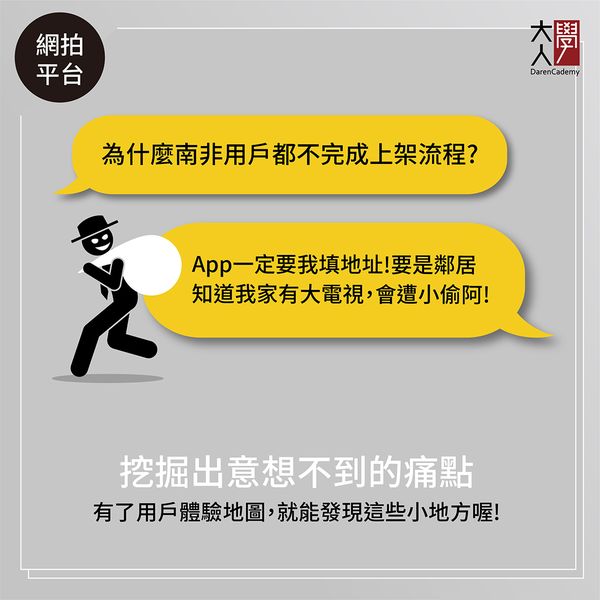 網拍
平台
大學
人
DarenCademy
為什麼南非用戶都不完成上架流程?
App一定要我填地址!要是鄰居
知道我家有大電視,會遭小偷阿!
挖掘出意想不到的痛點
有了用戶體驗地圖,就能發現這些小地方喔!